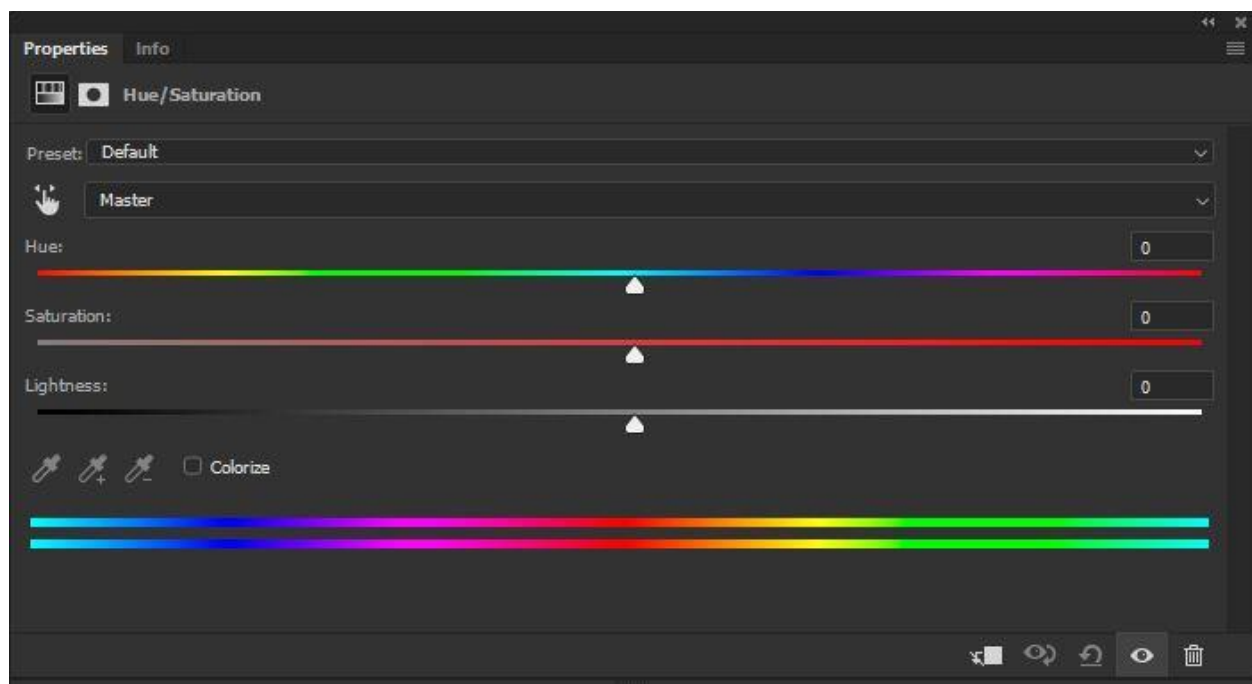 Properties Info
Hue/Saturation
Preset: Default
Master
Hue: 0
Saturation: 0
Lightness: 0
Colorize